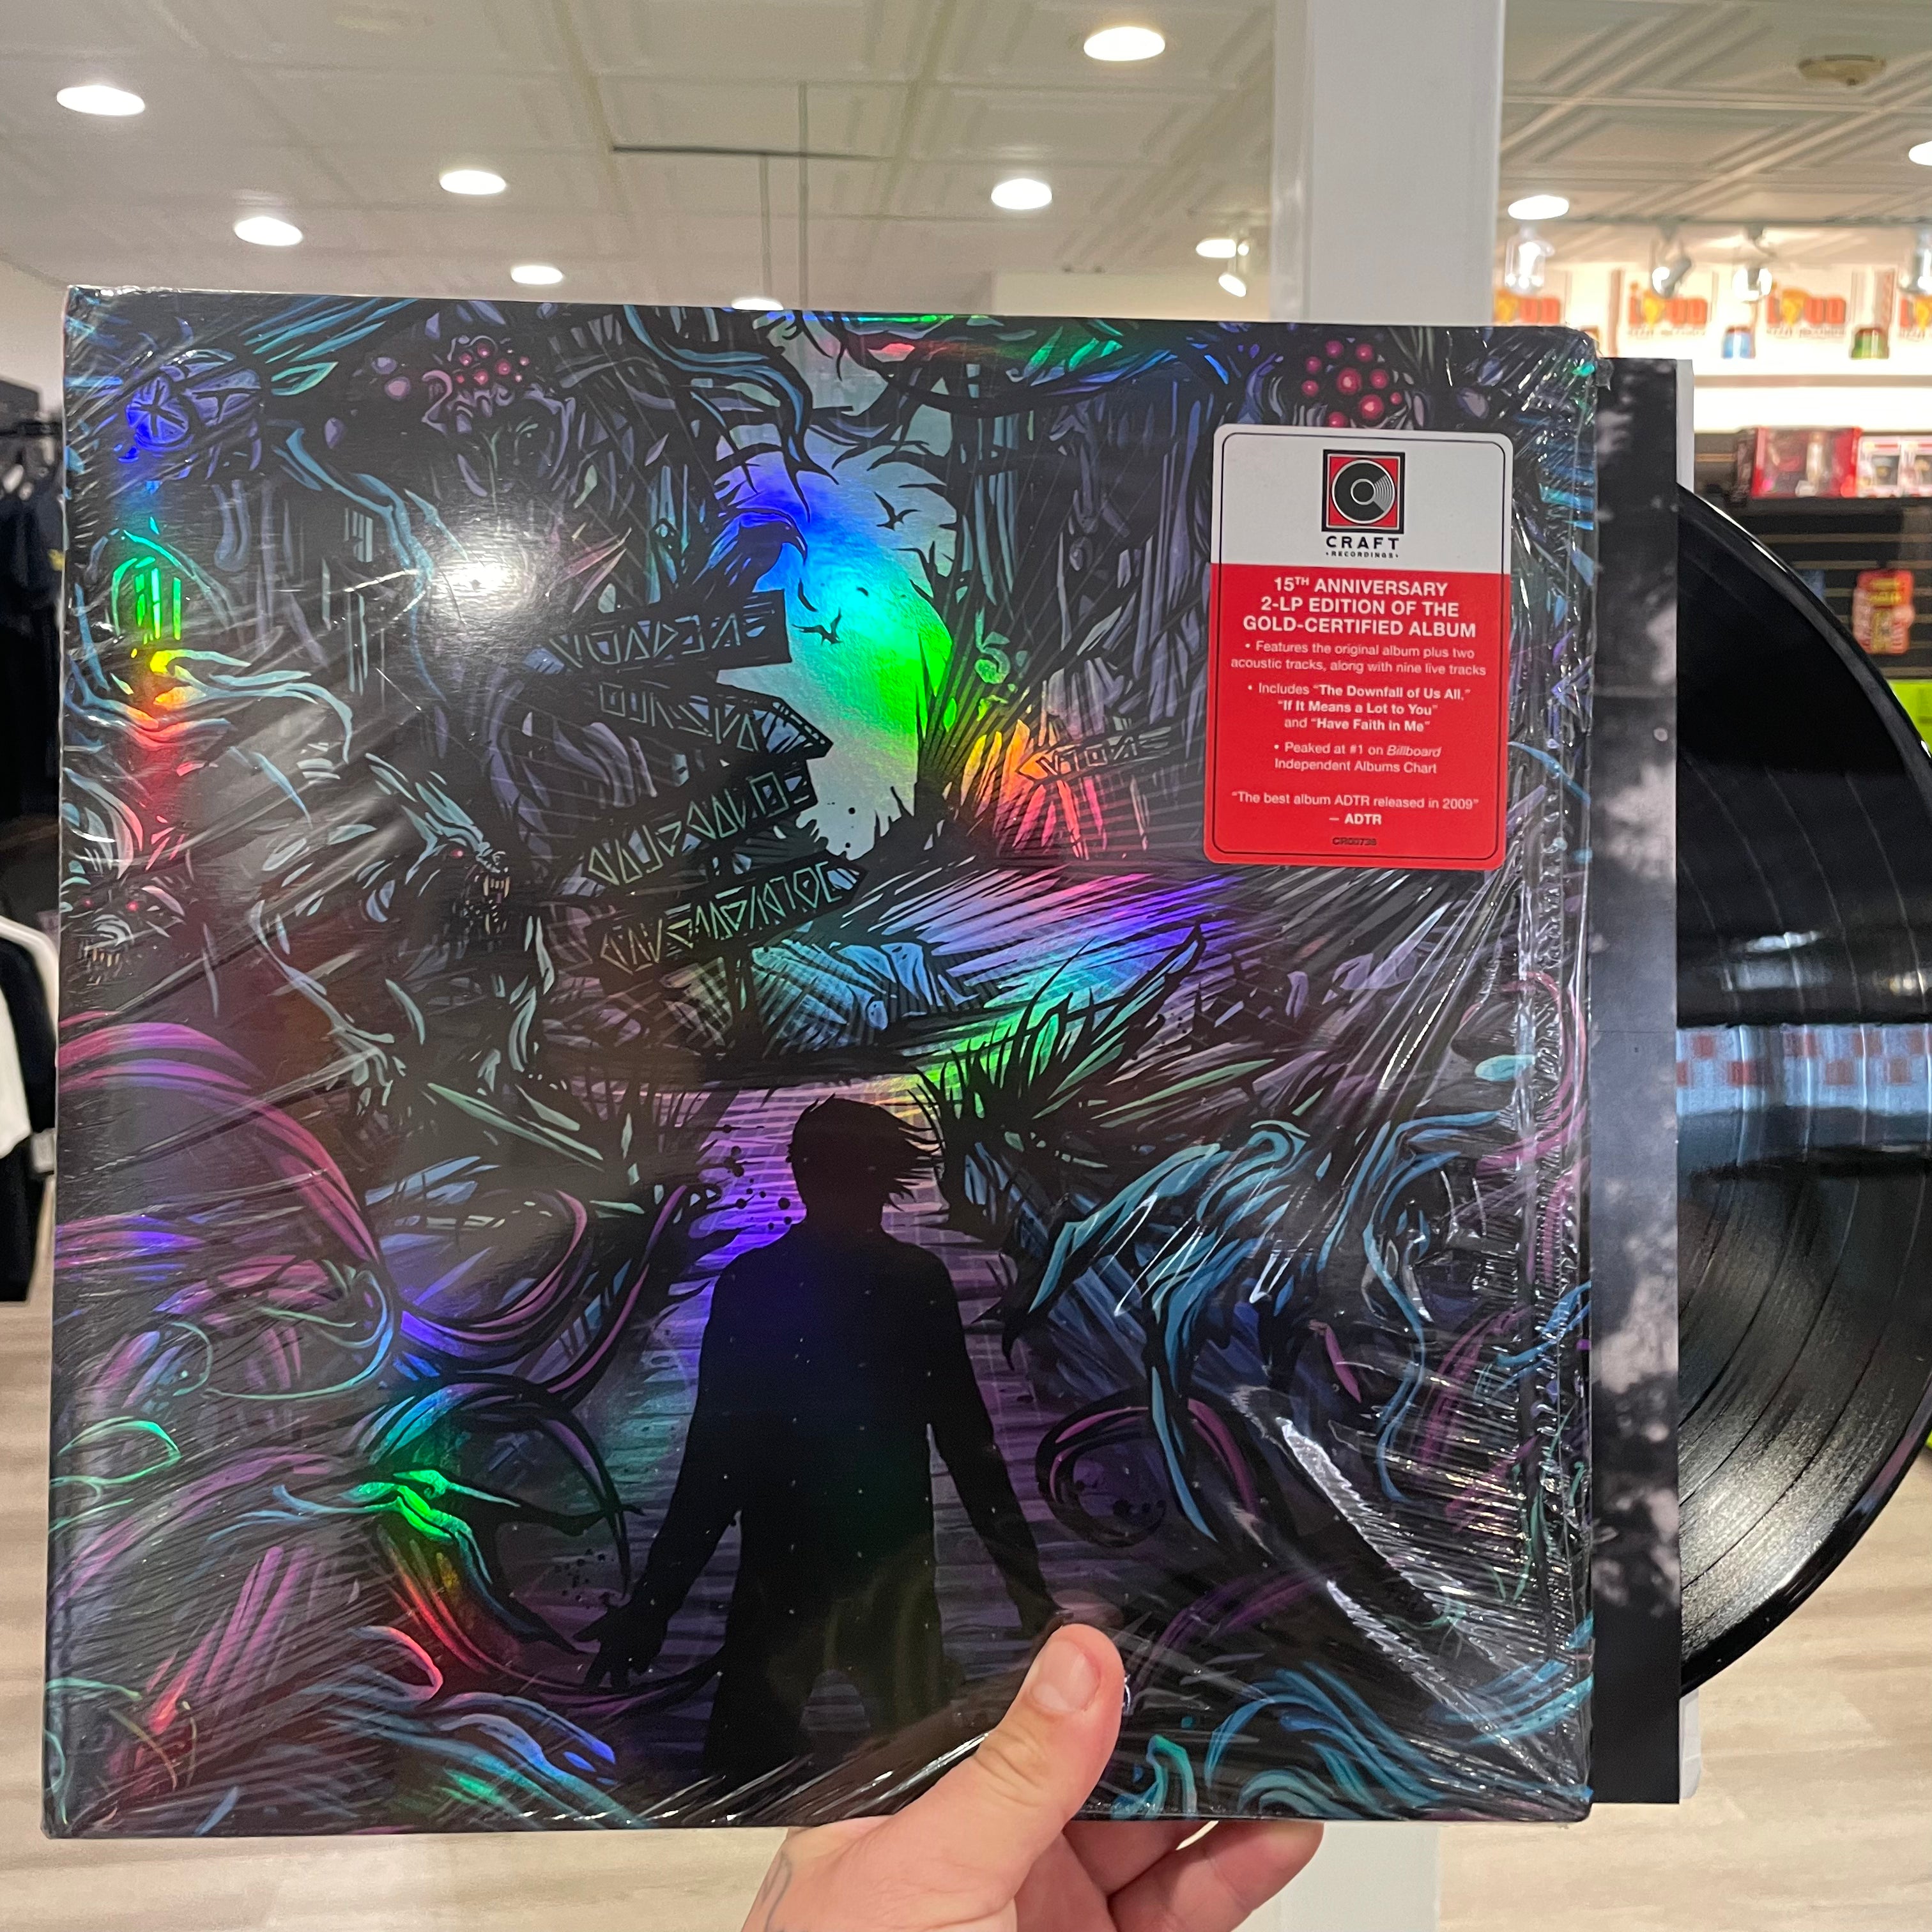 CRAFT
• RECORDINGS •
15TH ANNIVERSARY
2-LP EDITION OF THE
GOLD-CERTIFIED ALBUM
• Features the original album plus two
acoustic tracks, along with nine live tracks
• Includes “The Downfall of Us All,”
“If It Means a Lot to You”
and “Have Faith in Me”
• Peaked at #1 on Billboard
Independent Albums Chart
“The best album ADTR released in 2009”
— ADTR
CR00738